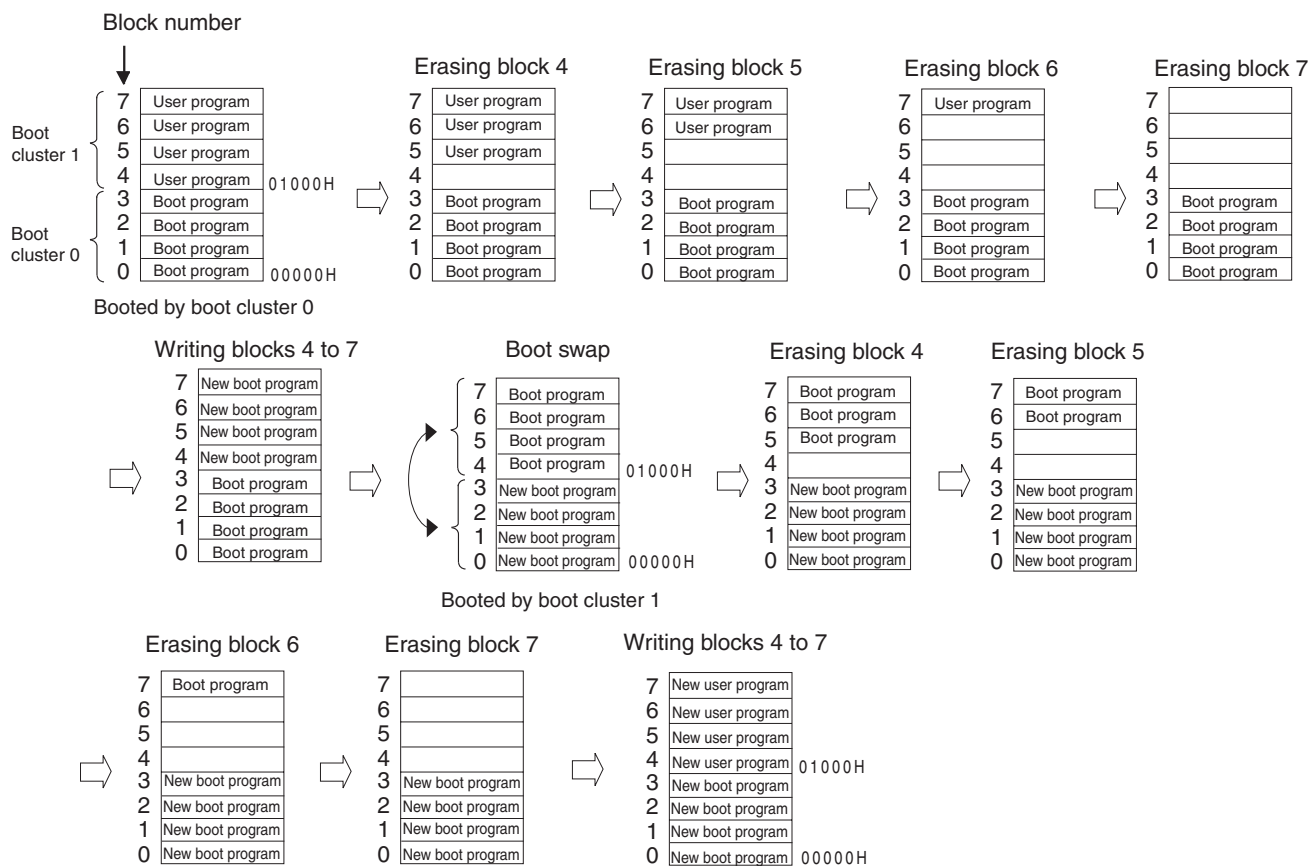 Block number
Erasing block 4
Erasing block 5
Erasing block 6
Erasing block 7
Boot
cluster 1
Boot
cluster 0
7 User program
6 User program
5 User program
4 User program 01000H
3 Boot program
2 Boot program
1 Boot program
0 Boot program 00000H
Booted by boot cluster 0
7 User program
6 User program
5 User program
4
3 Boot program
2 Boot program
1 Boot program
0 Boot program
7 User program
6 User program
5
4
3 Boot program
2 Boot program
1 Boot program
0 Boot program
7 User program
6
5
4
3 Boot program
2 Boot program
1 Boot program
0 Boot program
7
6
5
4
3 Boot program
2 Boot program
1 Boot program
0 Boot program
Writing blocks 4 to 7
7 New boot program
6 New boot program
5 New boot program
4 New boot program
3 Boot program
2 Boot program
1 Boot program
0 Boot program
Boot swap
7 Boot program
6 Boot program
5 Boot program
4 Boot program 01000H
3 New boot program
2 New boot program
1 New boot program
0 New boot program 00000H
Booted by boot cluster 1
Erasing block 4
7 Boot program
6 Boot program
5 Boot program
4
3 New boot program
2 New boot program
1 New boot program
0 New boot program
Erasing block 5
7 Boot program
6 Boot program
5
4
3 New boot program
2 New boot program
1 New boot program
0 New boot program
Erasing block 6
7 Boot program
6
5
4
3 New boot program
2 New boot program
1 New boot program
0 New boot program
Erasing block 7
7
6
5
4
3 New boot program
2 New boot program
1 New boot program
0 New boot program
Writing blocks 4 to 7
7 New user program
6 New user program
5 New user program
4 New user program 01000H
3 New boot program
2 New boot program
1 New boot program
0 New boot program 00000H